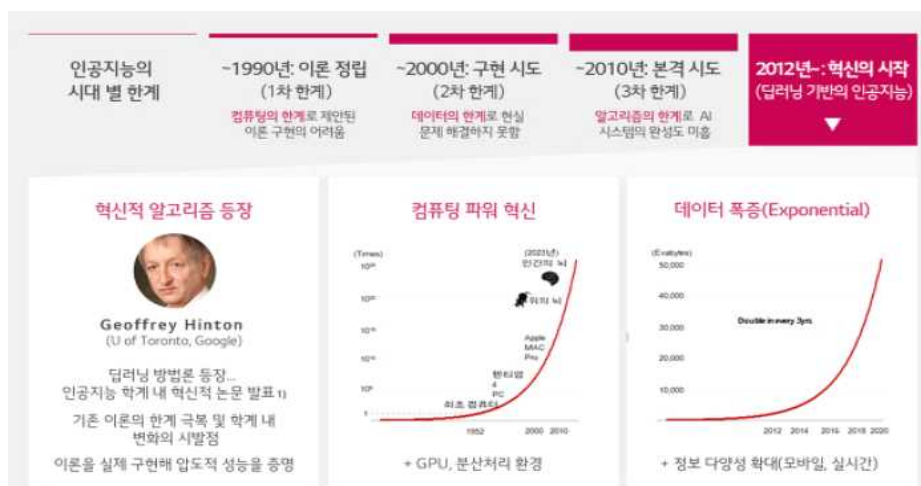 인공지능의
시대 별 한계
~1990년: 이론 정립
(1차 한계)
컴퓨팅의 한계로 제안된
이론 구현의 어려움
~2000년: 구현 시도
(2차 한계)
데이터의 한계로 현실
문제 해결하지 못함
~2010년: 본격 시도
(3차 한계)
알고리즘의 한계로 AI
시스템의 완성도 미흡
2012년~: 혁신의 시작
(딥러닝 기반의 인공지능)
혁신적 알고리즘 등장
Geoffrey Hinton
(U of Toronto, Google)
딥러닝 방법론 등장...
인공지능 학계 내 혁신적 논문 발표1)
기존 이론의 한계 극복 및 학계 내
변화의 시발점
이론을 실제 구현해 압도적 성능을 증명
컴퓨팅 파워 혁신
(Times)
(2023년)
인간의 뇌
쥐의 뇌
Apple
MAC
Pro
펜티엄
4
PC
최초 컴퓨터
1
1952
2000 2010
+ GPU, 분산처리 환경
데이터 폭증(Exponential)
(Exabytes)
50,000
40,000
30,000
20,000
10,000
Double in every 3yrs
2012 2014 2016 2018 2020
+ 정보 다양성 확대(모바일, 실시간)